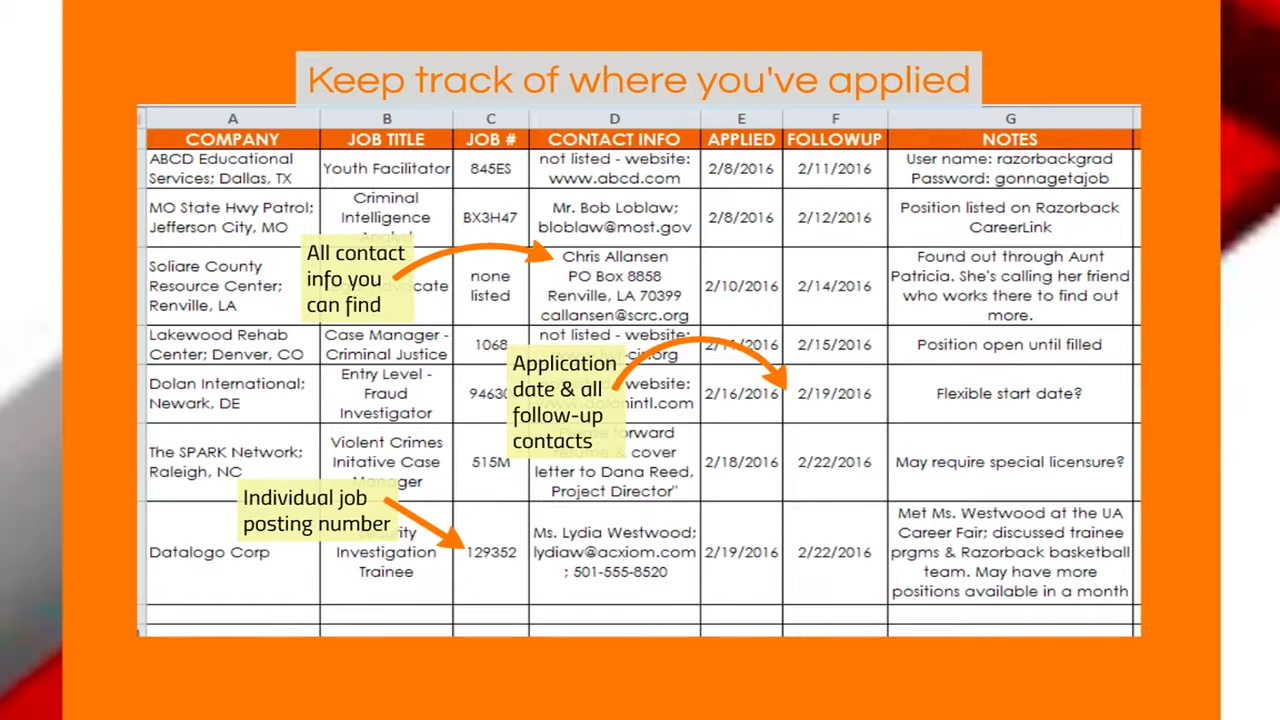 Keep track of where you've applied
A B C D E F G
COMPANY JOB TITLE JOB # CONTACT INFO APPLIED FOLLOWUP NOTES
ABCD Educational
Services; Dallas, TX
Youth Facilitator
845ES
not listed - website:
www.abcd.com
2/8/2016
2/11/2016
User name: razorbackgrad
Password: gonnagetajob
MO State Hwy Patrol;
Jefferson City, MO
Criminal
Intelligence
Analyst
BX3H47
Mr. Bob Loblaw;
bloblaw@most.gov
2/8/2016
2/12/2016
Position listed on Razorback
CareerLink
All contact
info you
can find
Soliare County
Resource Center;
Renville, LA
none
listed
Chris Allansen
PO Box 8858
Renville, LA 70399
callansen@scrc.org
2/10/2016
2/14/2016
Found out through Aunt
Patricia. She's calling her friend
who works there to find out
more.
Lakewood Rehab
Center; Denver, CO
Case Manager -
Criminal Justice
1068
not listed - website:
2/15/2016
Position open until filled
Application
date & all
follow-up
contacts
Dolan International;
Newark, DE
Entry Level -
Fraud
Investigator
9463
website:
2/16/2016
2/19/2016
Flexible start date?
The SPARK Network;
Raleigh, NC
Violent Crimes
Initative Case
Manager
515M
forward
cover
letter to Dana Reed,
Project Director"
2/18/2016
2/22/2016
May require special licensure?
Individual job
posting number
Datalogo Corp
Security
Investigation
Trainee
129352
Ms. Lydia Westwood;
lydiaw@acxiom.com
; 501-555-8520
2/19/2016
2/22/2016
Met Ms. Westwood at the UA
Career Fair; discussed trainee
prgms & Razorback basketball
team. May have more
positions available in a month